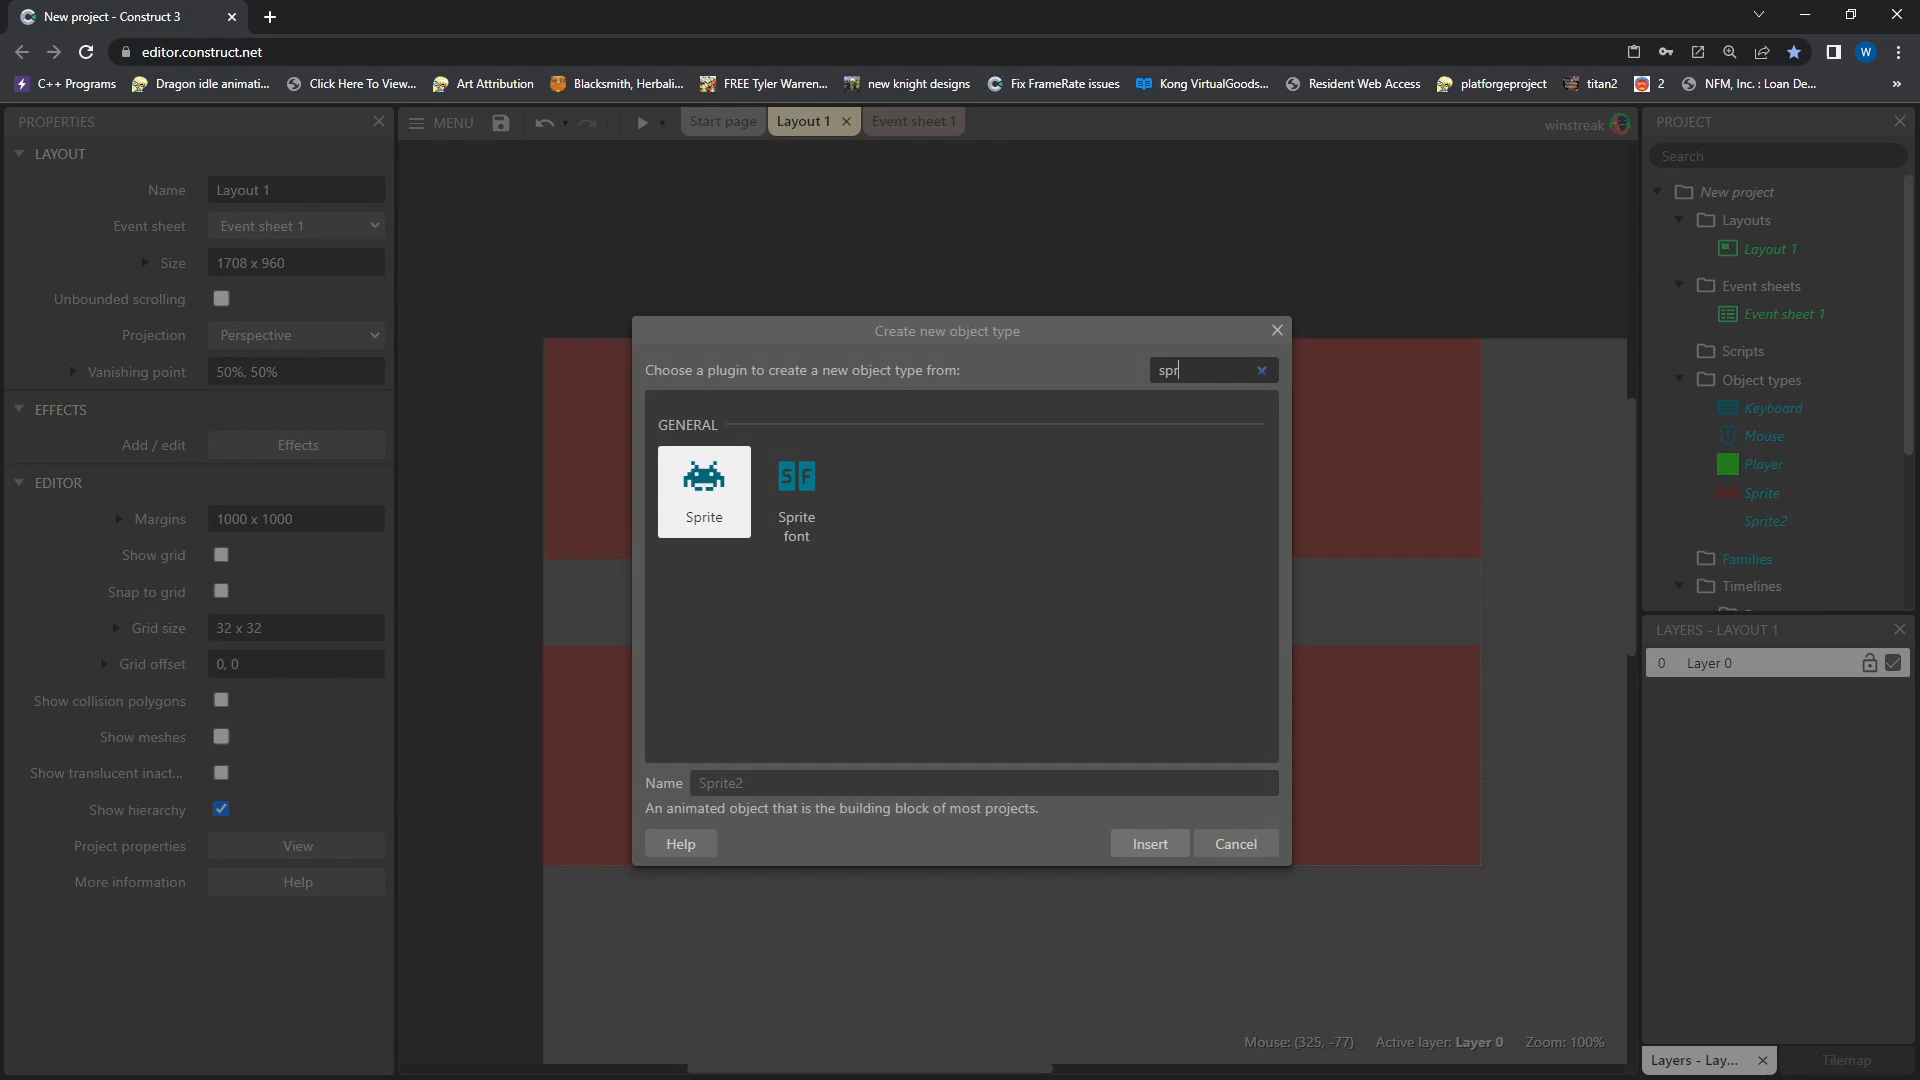 New project - Construct 3
editor.construct.net
W
C++ Programs
Dragon idle animati...
Click Here To View...
Art Attribution
Blacksmith, Herbali...
FREE Tyler Warren...
new knight designs
Fix FrameRate issues
Kong VirtualGoods...
Resident Web Access
platforgeproject
titan2
2
NFM, Inc. : Loan De...
»
PROPERTIES
MENU
Start page
Layout 1
Event sheet 1
winstreak
PROJECT
LAYOUT
Name Layout 1
Event sheet Event sheet 1
Size 1708 x 960
Unbounded scrolling
Projection Perspective
Vanishing point 50%, 50%
EFFECTS
Add / edit Effects
EDITOR
Margins 1000 x 1000
Show grid
Snap to grid
Grid size 32 x 32
Grid offset 0, 0
Show collision polygons
Show meshes
Show translucent inact...
Show hierarchy
Project properties View
More information Help
Create new object type
Choose a plugin to create a new object type from:
spr
GENERAL
Sprite
SF
Sprite
font
Name Sprite2
An animated object that is the building block of most projects.
Help
Insert
Cancel
Mouse: (325, -77) Active layer: Layer 0 Zoom: 100%
Search
New project
Layouts
Layout 1
Event sheets
Event sheet 1
Scripts
Object types
Keyboard
Mouse
Player
Sprite
Sprite2
Families
Timelines
LAYERS - LAYOUT 1
0 Layer 0
Layers - Lay...
Tilemap